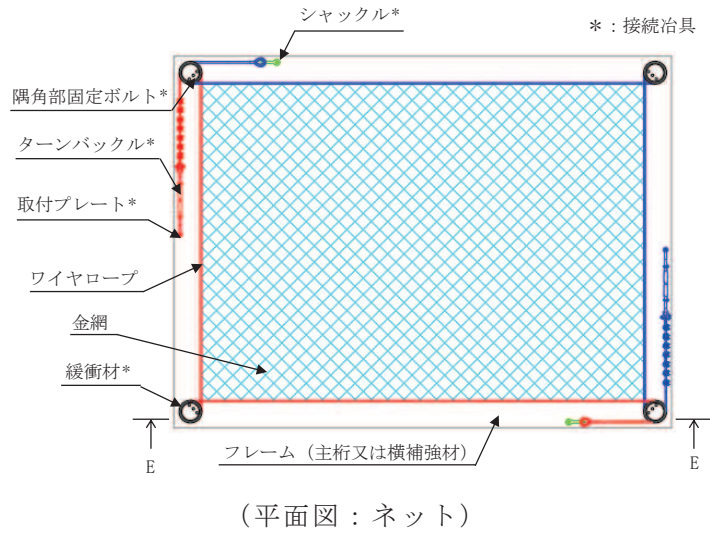 シャックル*
*：接続冶具
隅角部固定ボルト*
ターンバックル*
取付プレート*
ワイヤロープ
金網
緩衝材*
E
E
フレーム（主桁又は横補強材）
（平面図：ネット）